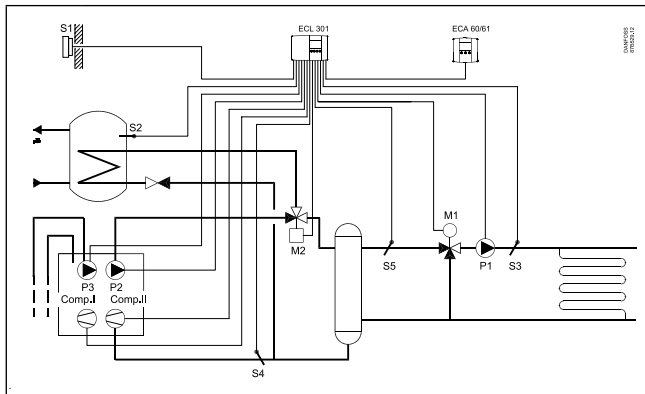 S1
ECL 301
ECA 60/61
DANFOSS
S2
M1
M2
S5
P1
S3
P3
P2
Comp.I
Comp.II
S4